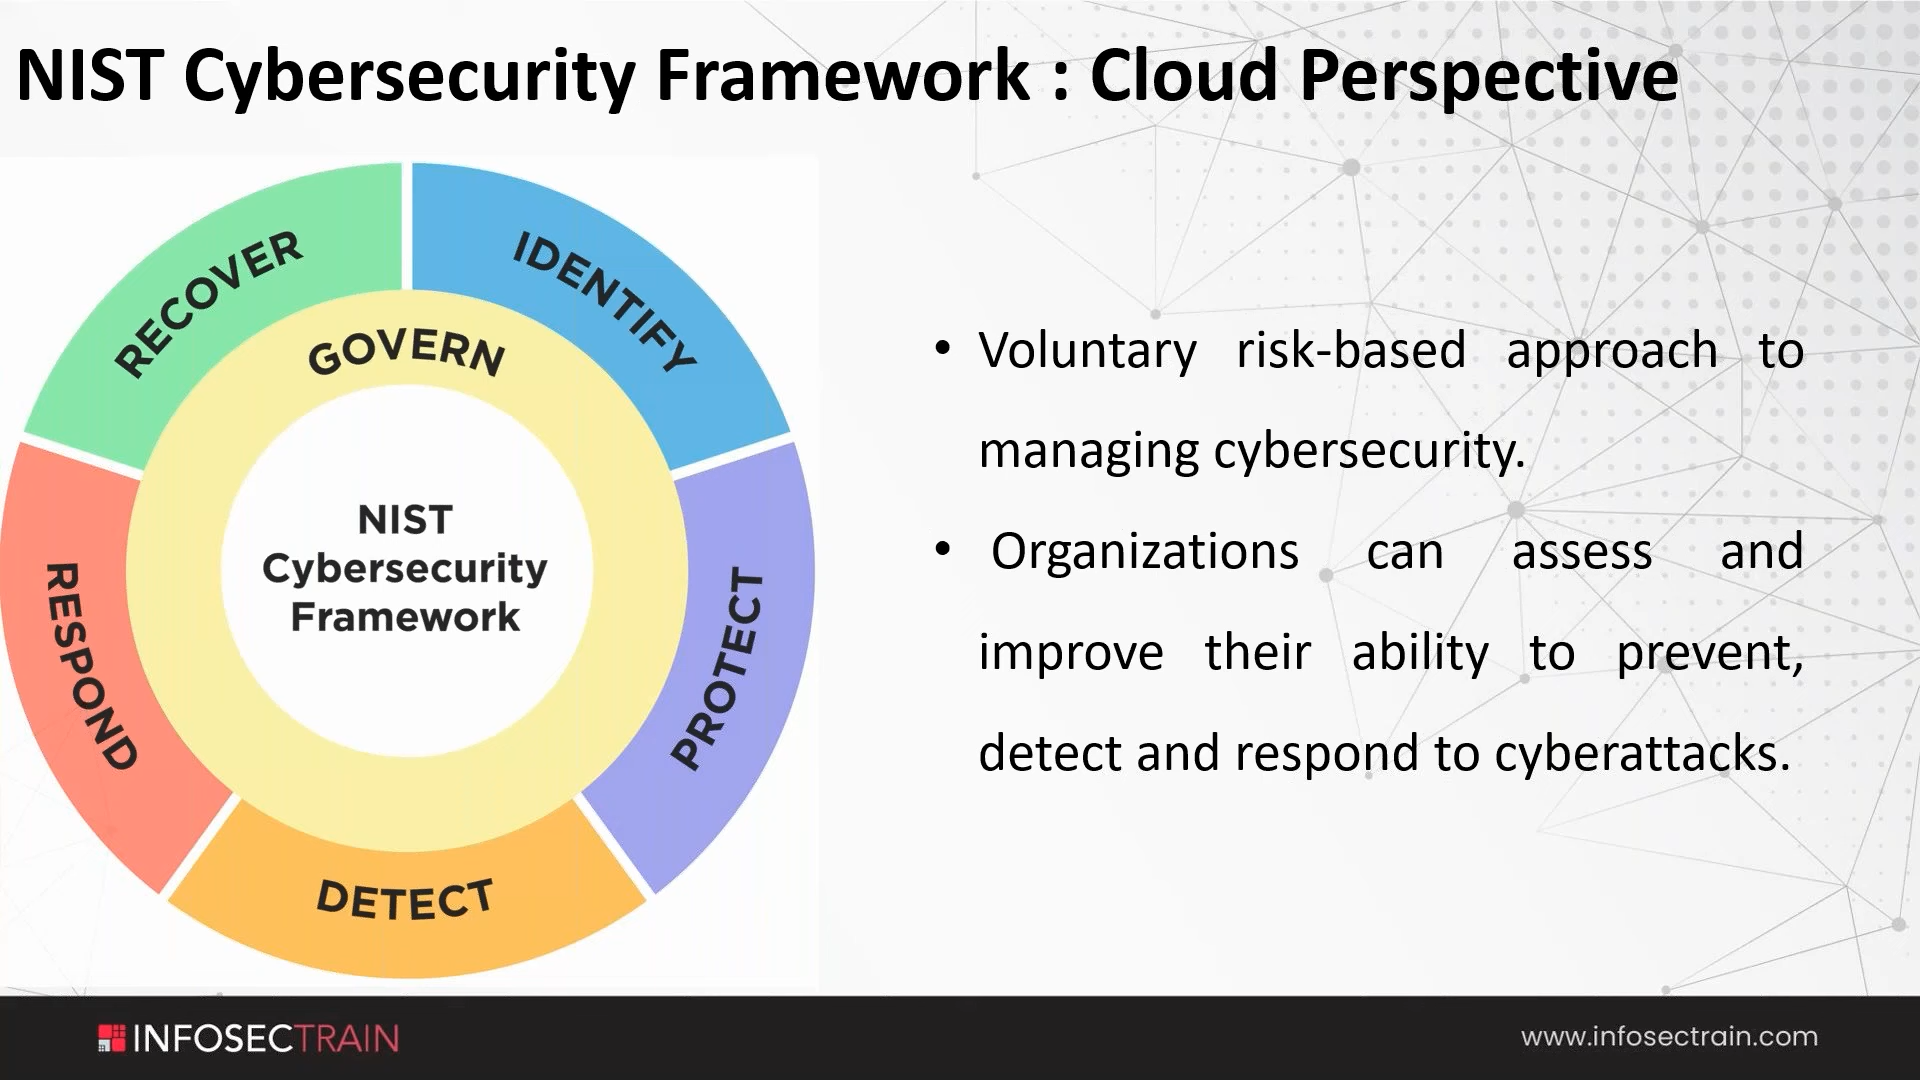 NIST Cybersecurity Framework : Cloud Perspective
RECOVER
IDENTIFY
GOVERN
NIST
Cybersecurity
Framework
RESPOND
PROTECT
DETECT
• Voluntary risk-based approach to
managing cybersecurity.
• Organizations can assess and
improve their ability to prevent,
detect and respond to cyberattacks.
INFOSECTRAIN
www.infosectrain.com